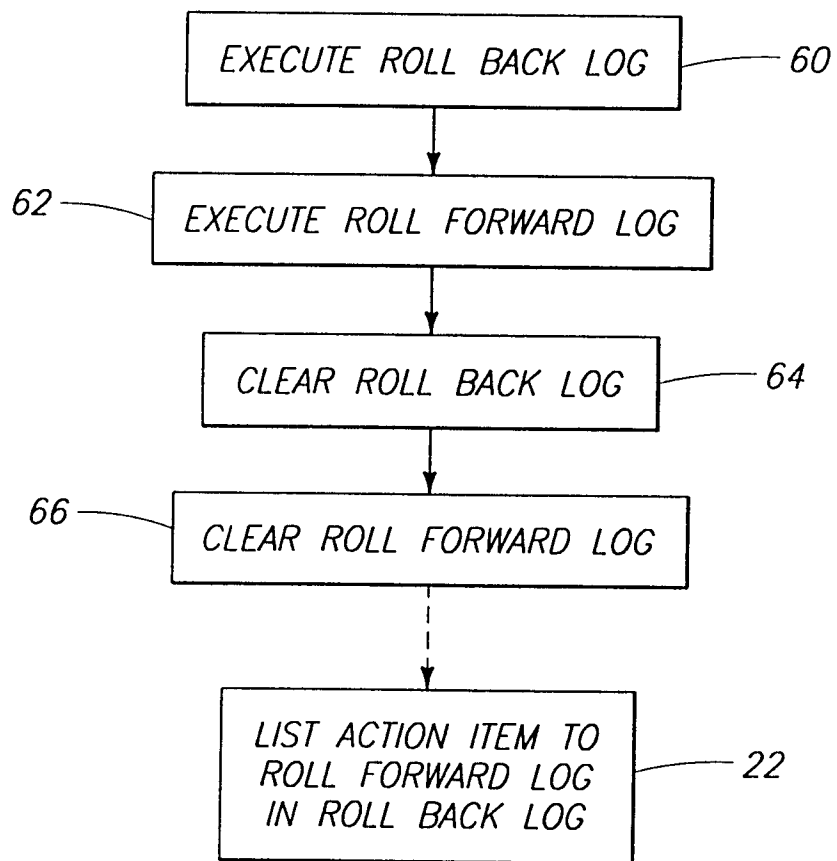 EXECUTE ROLL BACK LOG
60
62
EXECUTE ROLL FORWARD LOG
CLEAR ROLL BACK LOG
64
66
CLEAR ROLL FORWARD LOG
LIST ACTION ITEM TO
ROLL FORWARD LOG
IN ROLL BACK LOG
22